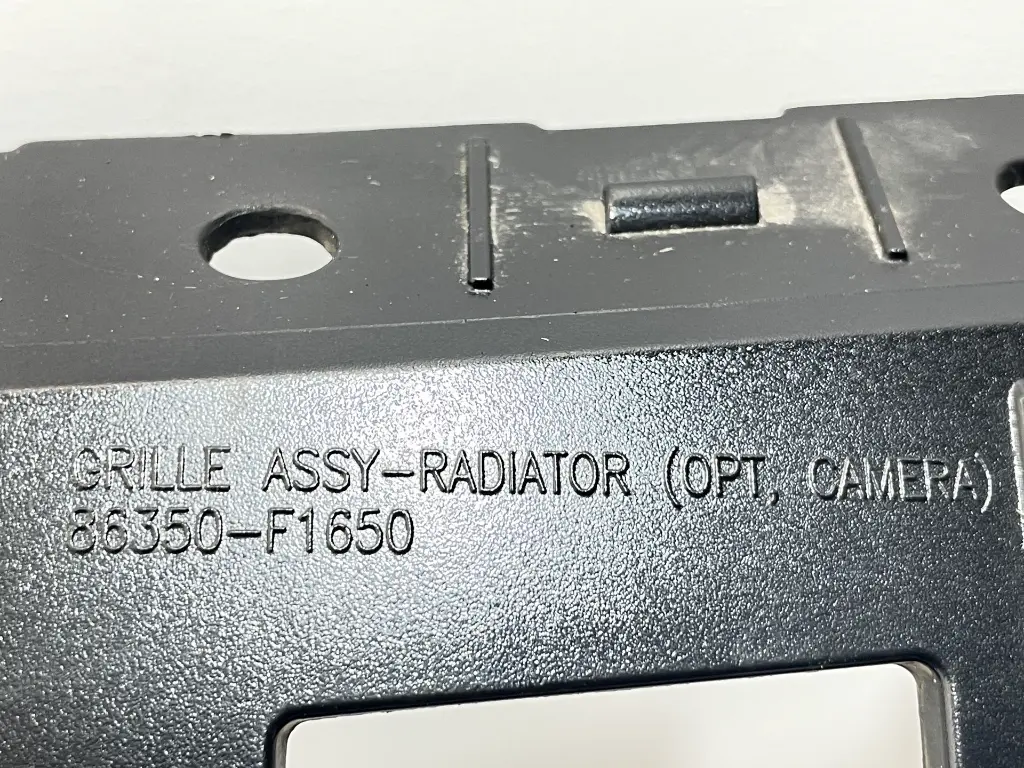 GRILLE ASSY-RADIATOR (OPT, CAMERA)
86350-F1650